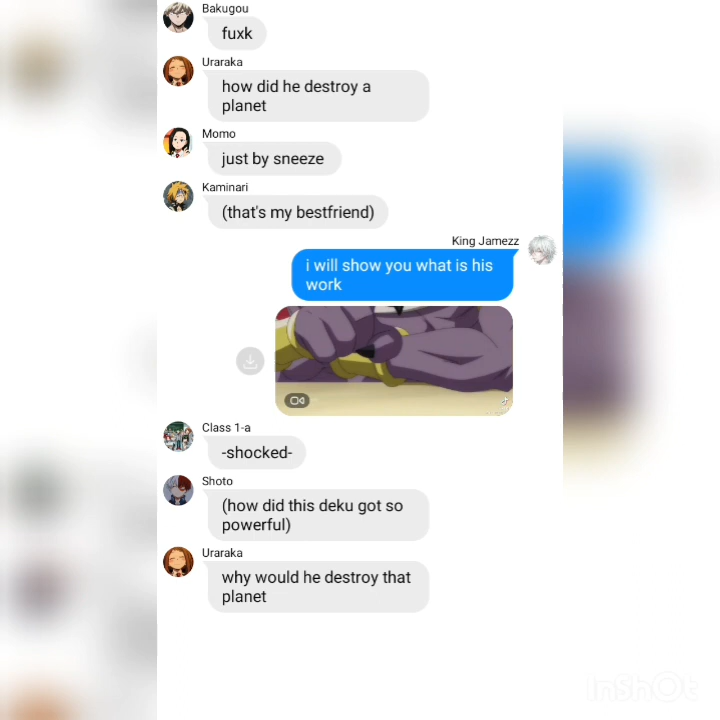 Bakugou
fuxk
Uraraka
how did he destroy a
planet
Momo
just by sneeze
Kaminari
(that's my bestfriend)
King Jamezz
i will show you what is his
work
Class 1-a
-shocked-
Shoto
(how did this deku got so
powerful)
Uraraka
why would he destroy that
planet
InShOt